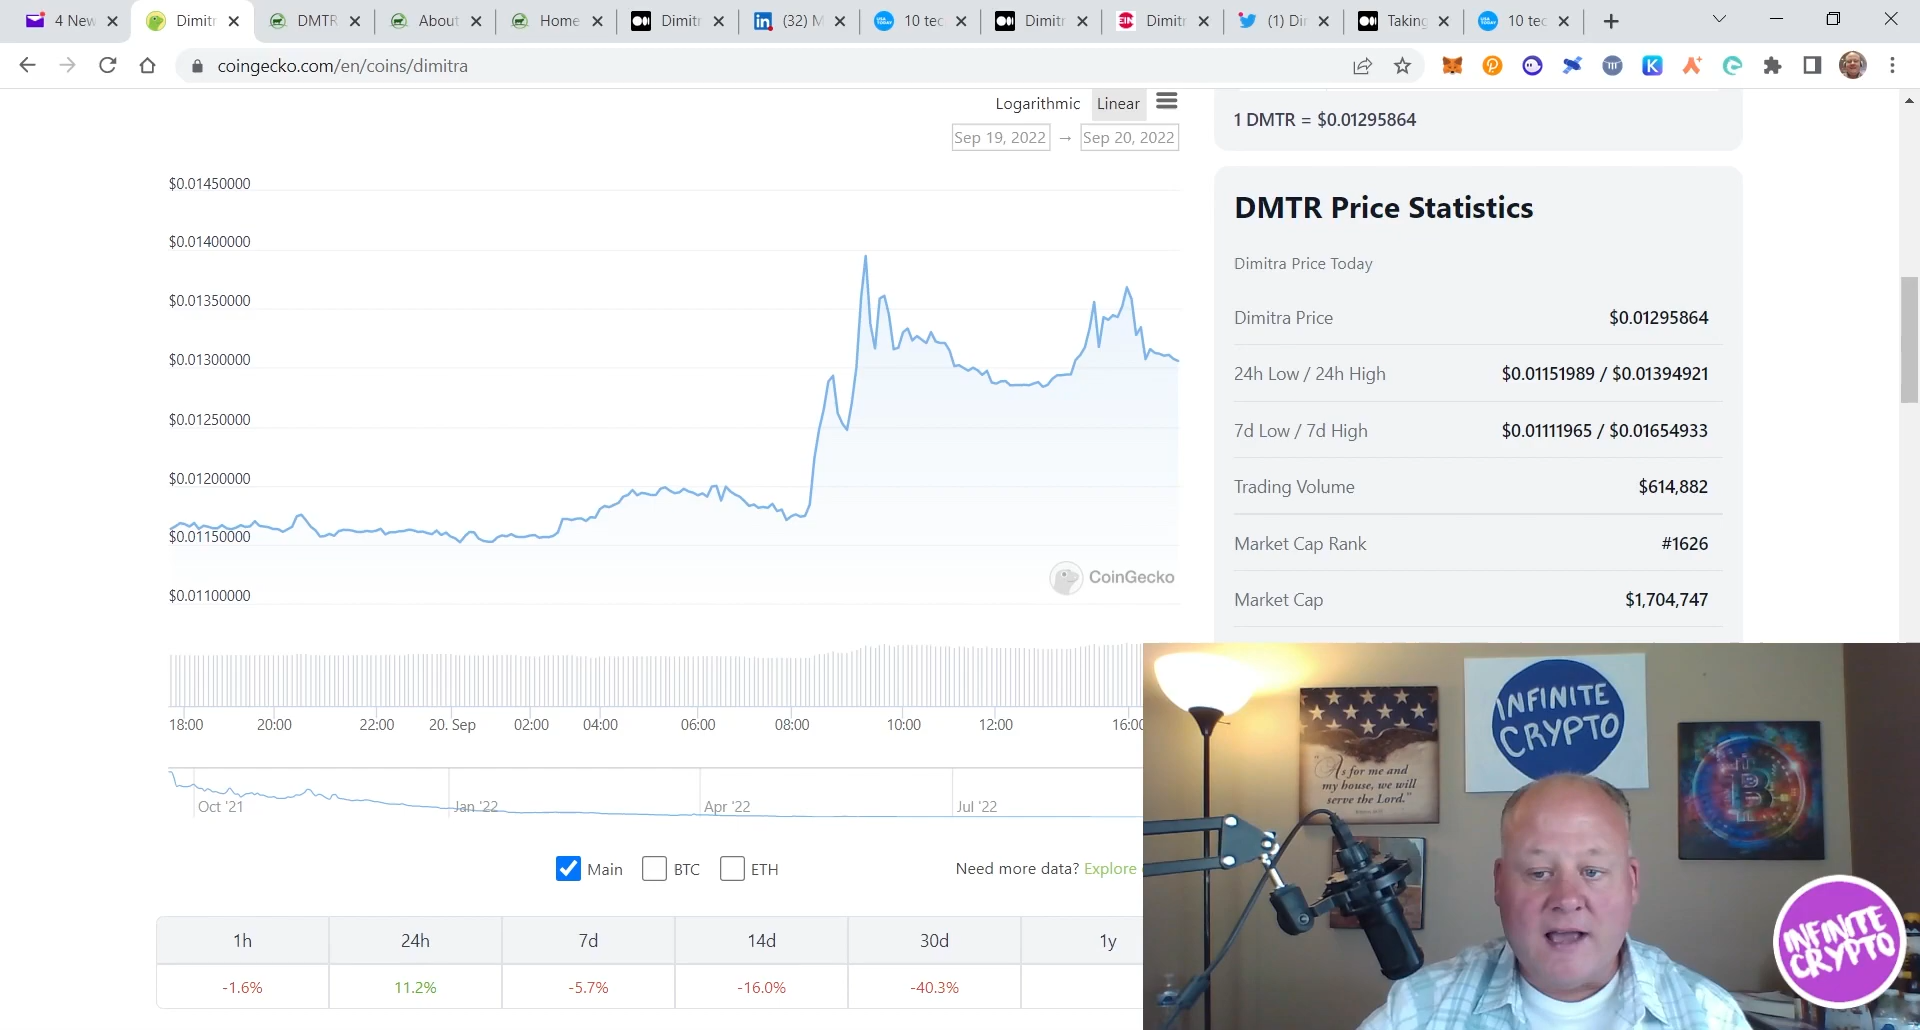 4 New
Dimitr
DMTR
About
Home
Dimitr
in
(32) M
USA TODAY
10 tec
Dimitr
EIN
Dimitr
(1) Dir
Taking
USA TODAY
10 tec
coingecko.com/en/coins/dimitra
Logarithmic Linear
Sep 19, 2022 → Sep 20, 2022
$0.01450000
$0.01400000
$0.01350000
$0.01300000
$0.01250000
$0.01200000
$0.01150000
$0.01100000
CoinGecko
18:00 20:00 22:00 20. Sep 02:00 04:00 06:00 08:00 10:00 12:00 16:00
Oct '21 Jan '22 Apr '22 Jul '22
Main BTC ETH
Need more data? Explore
1h 24h 7d 14d 30d 1y
-1.6% 11.2% -5.7% -16.0% -40.3%
1 DMTR = $0.01295864
DMTR Price Statistics
Dimitra Price Today
Dimitra Price $0.01295864
24h Low / 24h High $0.01151989 / $0.01394921
7d Low / 7d High $0.01111965 / $0.01654933
Trading Volume $614,882
Market Cap Rank #1626
Market Cap $1,704,747
"As for me and
my house, we will
serve the Lord."
INFINITE
CRYPTO
INFINITE
CRYPTO